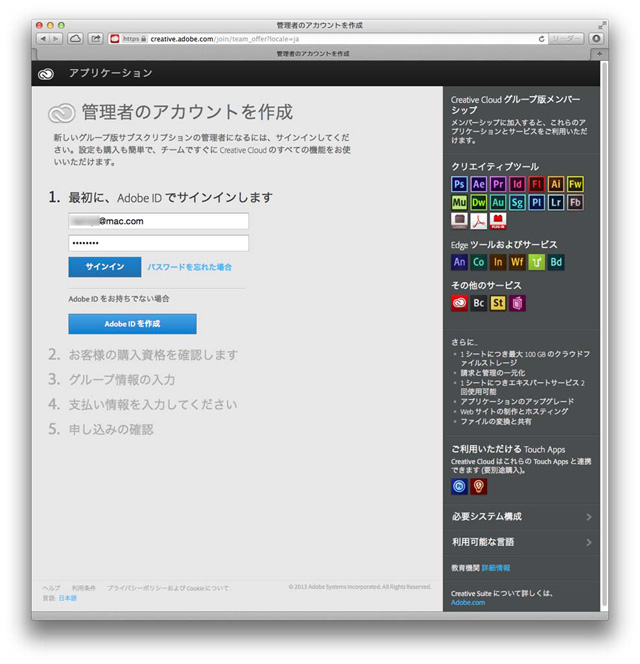 管理者のアカウントを作成
https creative.adobe.com/join/team_offer?locale=ja
リーダー
管理者のアカウントを作成
アプリケーション
管理者のアカウントを作成
新しいグループ版サブスクリプションの管理者になるには、サインインしてくだ
さい。設定も購入も簡単で、チームですぐに Creative Cloud のすべての機能をお使
いいただけます。
1. 最初に、Adobe ID でサインインします
@mac.com
••••••••
サインイン パスワードを忘れた場合
Adobe ID をお持ちでない場合
Adobe ID を作成
2. お客様の購入資格を確認します
3. グループ情報の入力
4. 支払い情報を入力してください
5. 申し込みの確認
ヘルプ 利用条件 プライバシーポリシーおよび Cookie について
言語: 日本語
© 2013 Adobe Systems Incorporated. All Rights Reserved.
Creative Cloud グループ版メンバー
シップ
メンバーシップに加入すると、これらのア
プリケーションとサービスをご利用いただ
けます。
クリエイティブツール
Ps Ae Pr Id Fl Ai Fw
Mu Dw Au Sg Pl Lr Fb
Edge ツールおよびサービス
An Co In Wf Bd
その他のサービス
Bc St
さらに...
• 1 シートにつき最大 100 GB のクラウドフ
ァイルストレージ
• 請求と管理の一元化
• 1 シートにつきエキスパートサービス 2
回使用可能
• アプリケーションのアップグレード
• Web サイトの制作とホスティング
• ファイルの変換と共有
ご利用いただける Touch Apps
Creative Cloud はこれらの Touch Apps と連携
できます (要別途購入)。
必要システム構成
利用可能な言語
教育機関 詳細情報
Creative Suite について詳しくは、
Adobe.com